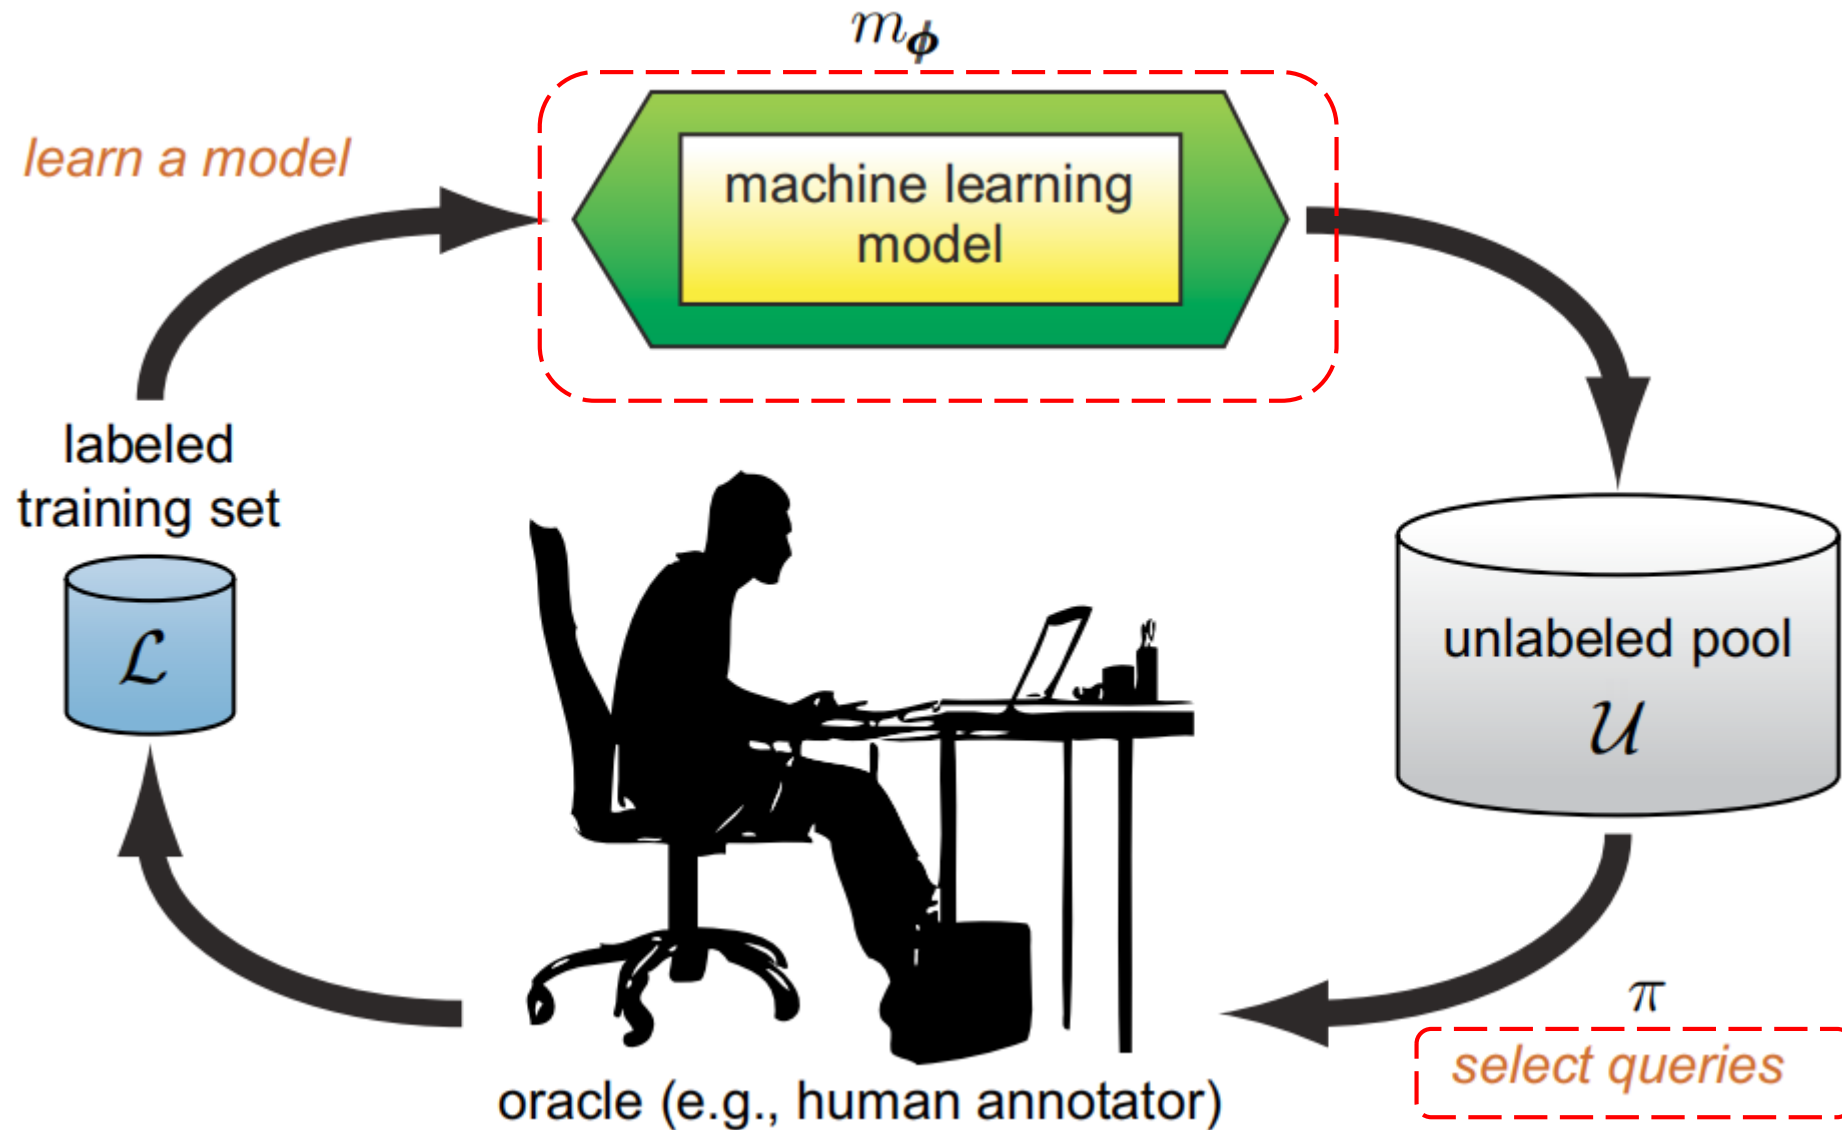 m_ϕ
learn a model
machine learning
model
labeled
training set
ℒ
unlabeled pool
𝒰
π
select queries
oracle (e.g., human annotator)